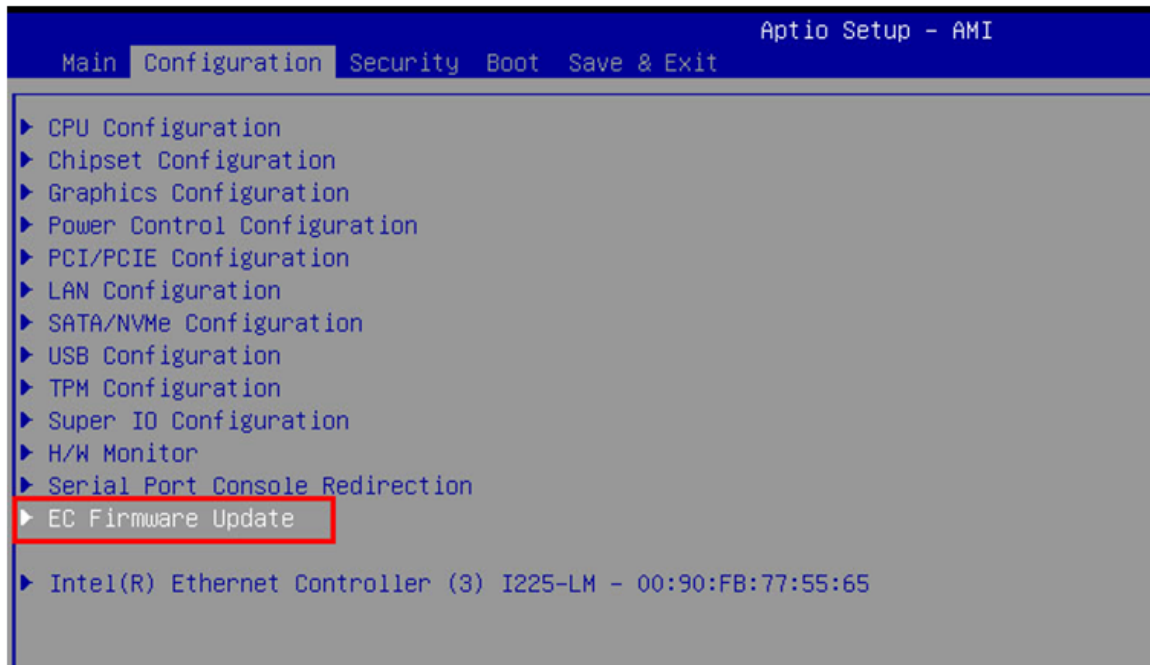 Aptio Setup - AMI
Main Configuration Security Boot Save & Exit
CPU Configuration
Chipset Configuration
Graphics Configuration
Power Control Configuration
PCI/PCIE Configuration
LAN Configuration
SATA/NVMe Configuration
USB Configuration
TPM Configuration
Super IO Configuration
H/W Monitor
Serial Port Console Redirection
EC Firmware Update
Intel(R) Ethernet Controller (3) I225-LM - 00:90:FB:77:55:65